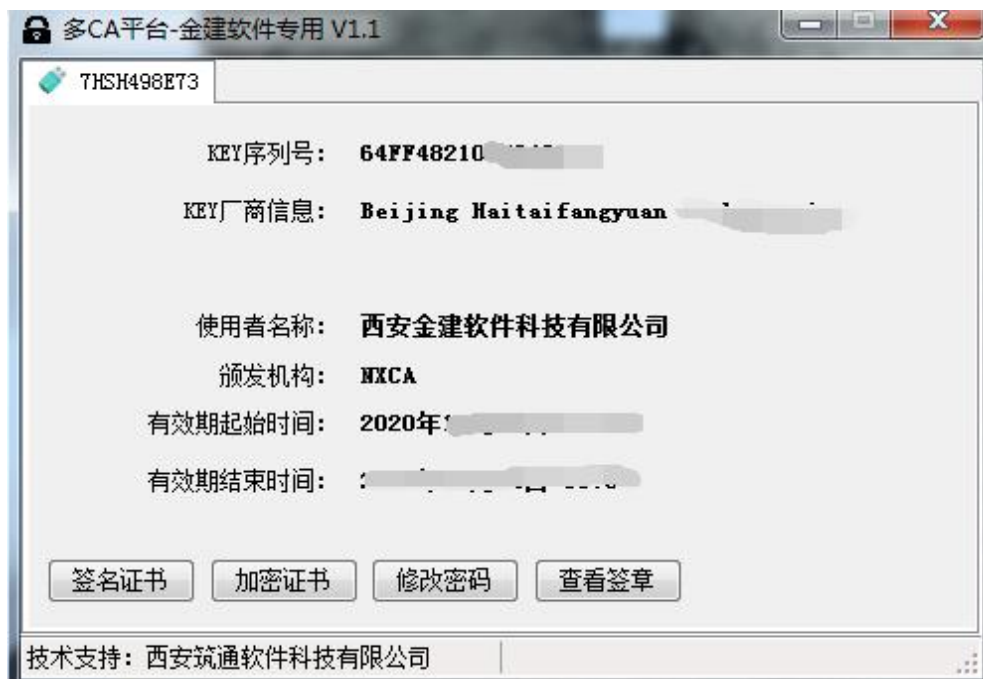 多CA平台-金建软件专用 V1.1
7HSH498E73
KEY序列号： 64FF48210
KEY厂商信息： Beijing Haitaifangyuan
使用者名称： 西安金建软件科技有限公司
颁发机构： NXCA
有效期起始时间： 2020年
有效期结束时间：
签名证书 加密证书 修改密码 查看签章
技术支持：西安筑通软件科技有限公司